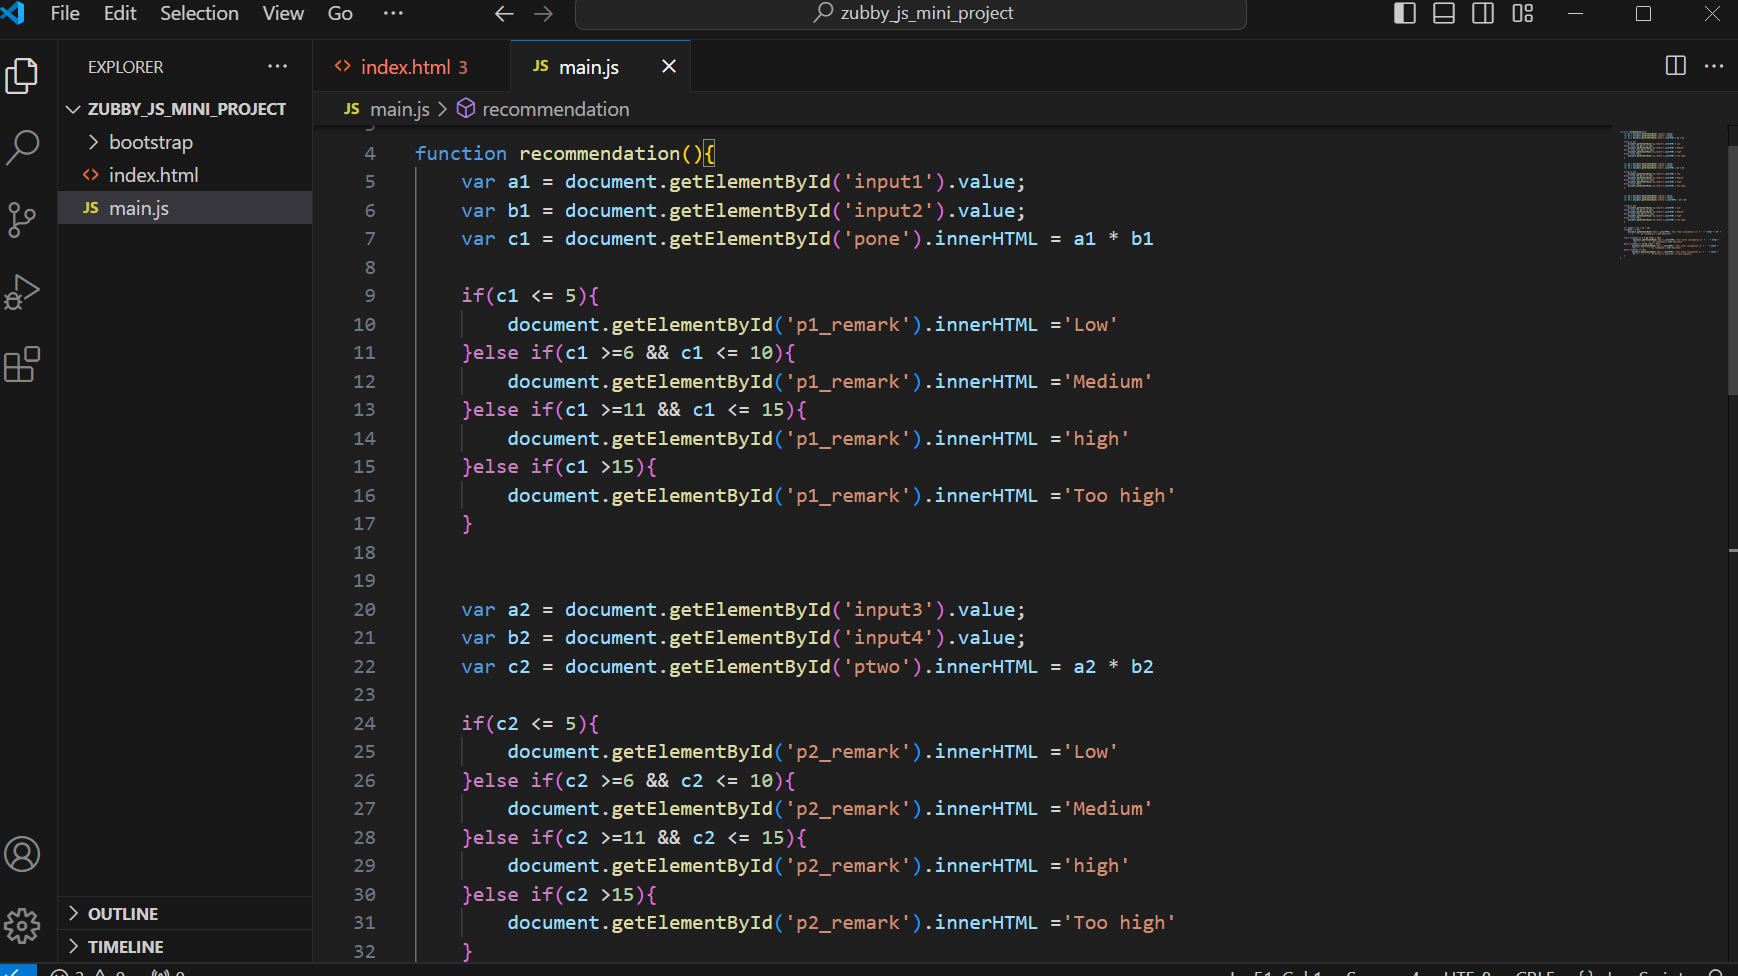 File Edit Selection View Go ···
zubby_js_mini_project
EXPLORER ···
ZUBBY_JS_MINI_PROJECT
bootstrap
<> index.html
JS main.js
OUTLINE
TIMELINE
<> index.html 3
JS main.js
JS main.js > recommendation
4 function recommendation(){
5 var a1 = document.getElementById('input1').value;
6 var b1 = document.getElementById('input2').value;
7 var c1 = document.getElementById('pone').innerHTML = a1 * b1
8
9 if(c1 <= 5){
10 document.getElementById('p1_remark').innerHTML ='Low'
11 }else if(c1 >=6 && c1 <= 10){
12 document.getElementById('p1_remark').innerHTML ='Medium'
13 }else if(c1 >=11 && c1 <= 15){
14 document.getElementById('p1_remark').innerHTML ='high'
15 }else if(c1 >15){
16 document.getElementById('p1_remark').innerHTML ='Too high'
17 }
18
19
20 var a2 = document.getElementById('input3').value;
21 var b2 = document.getElementById('input4').value;
22 var c2 = document.getElementById('ptwo').innerHTML = a2 * b2
23
24 if(c2 <= 5){
25 document.getElementById('p2_remark').innerHTML ='Low'
26 }else if(c2 >=6 && c2 <= 10){
27 document.getElementById('p2_remark').innerHTML ='Medium'
28 }else if(c2 >=11 && c2 <= 15){
29 document.getElementById('p2_remark').innerHTML ='high'
30 }else if(c2 >15){
31 document.getElementById('p2_remark').innerHTML ='Too high'
32 }